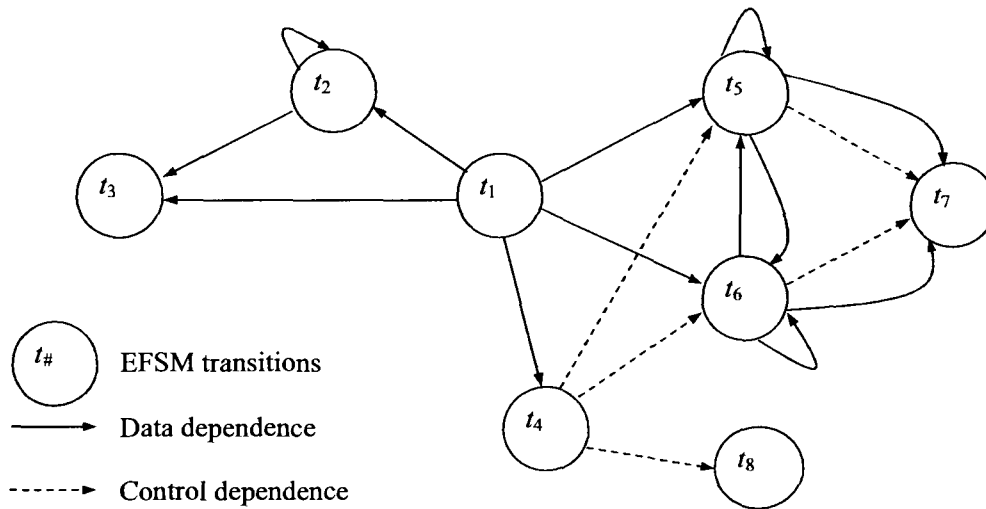 t2
t5
t3
t1
t7
t6
t# EFSM transitions
t4
Data dependence
t8
Control dependence